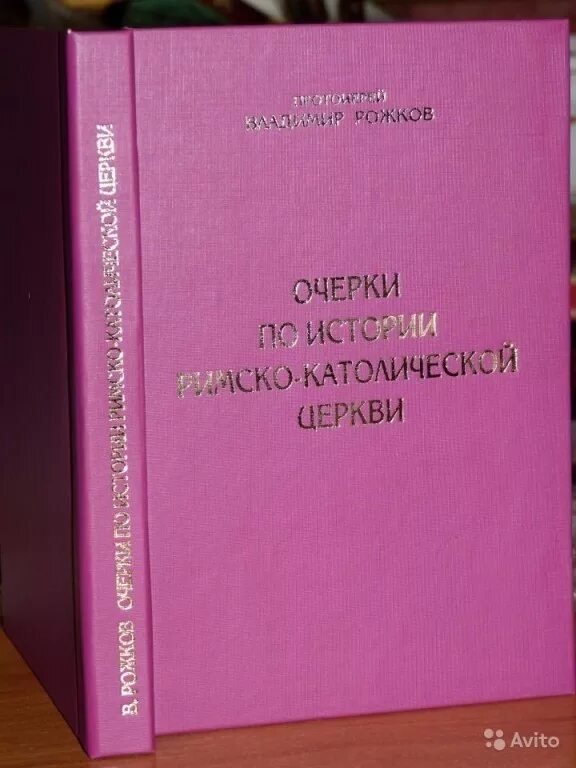 ПРОТОИЕРЕЙ
ВЛАДИМИР РОЖКОВ
ОЧЕРКИ
ПО ИСТОРИИ
РИМСКО-КАТОЛИЧЕСКОЙ
ЦЕРКВИ
В. РОЖКОВ ОЧЕРКИ ПО ИСТОРИИ РИМСКО-КАТОЛИЧЕСКОЙ ЦЕРКВИ
Avito